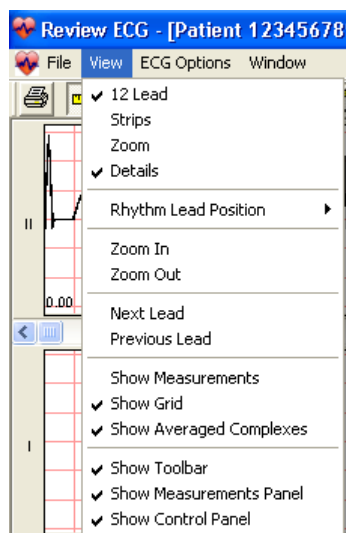 Review ECG - [Patient 12345678
File View ECG Options Window
12 Lead
Strips
Zoom
Details
Rhythm Lead Position
II
Zoom In
Zoom Out
0.00
Next Lead
Previous Lead
Show Measurements
Show Grid
Show Averaged Complexes
I
Show Toolbar
Show Measurements Panel
Show Control Panel